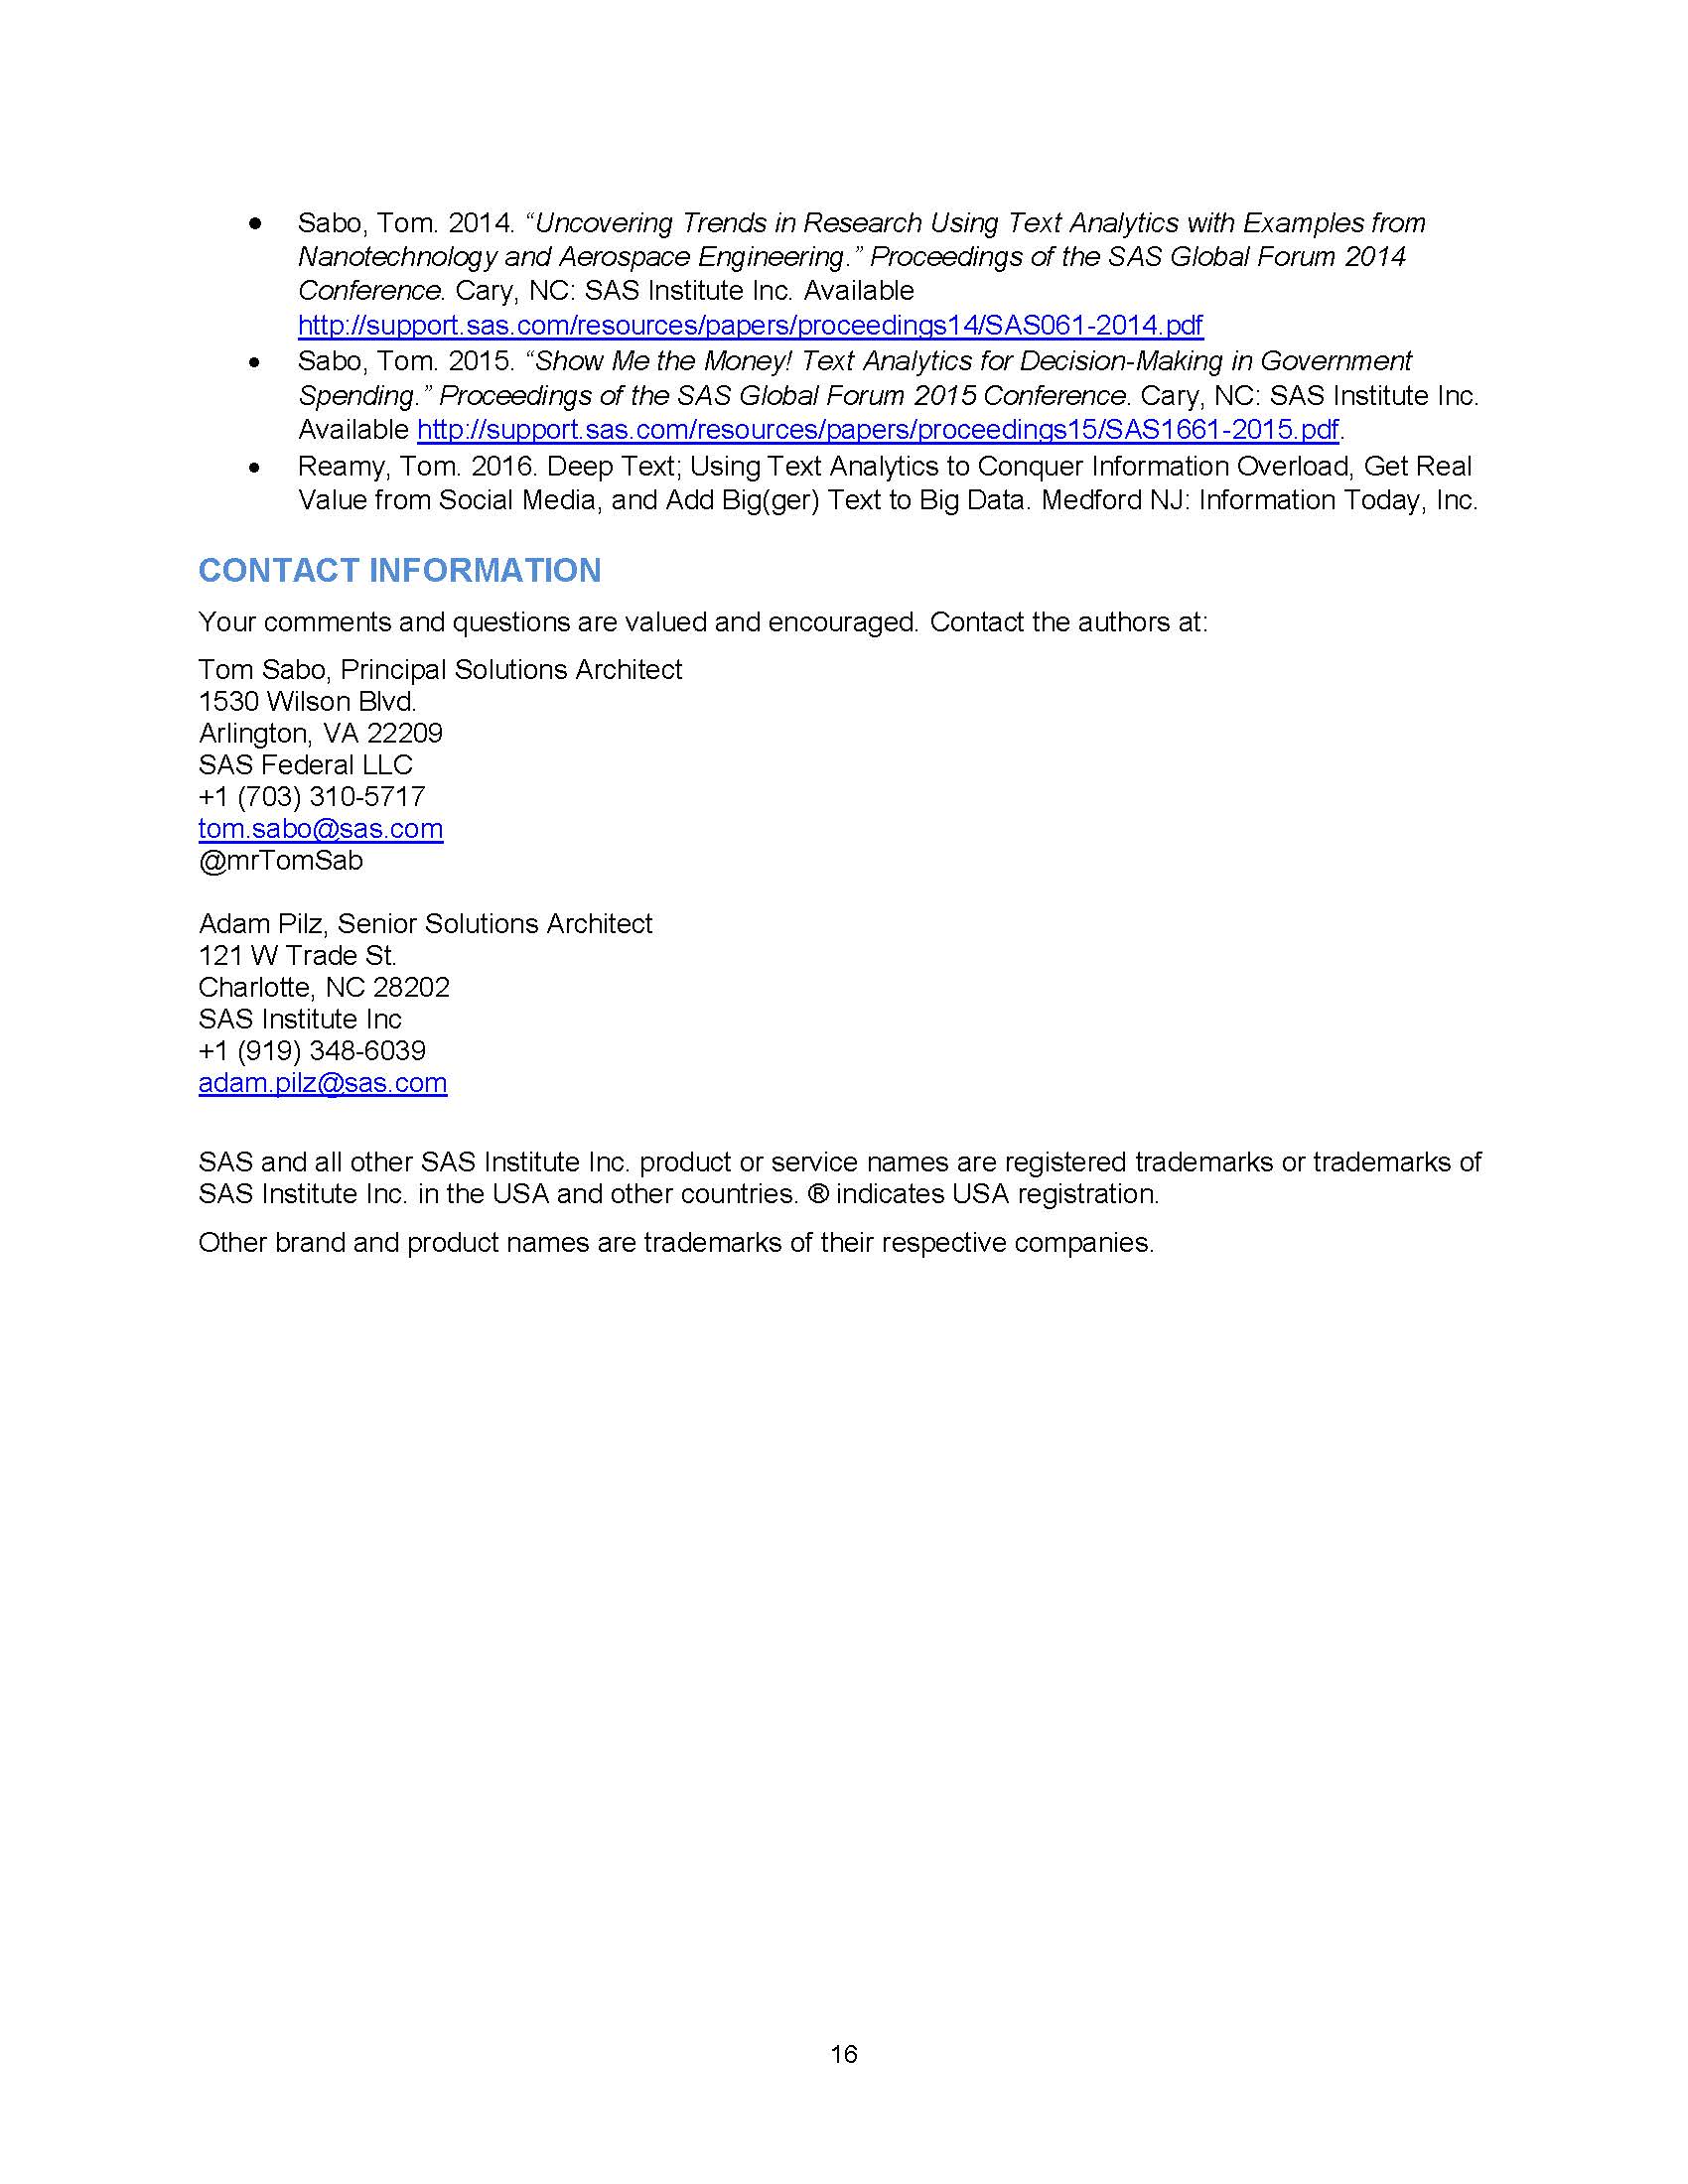 • Sabo, Tom. 2014. “Uncovering Trends in Research Using Text Analytics with Examples from
Nanotechnology and Aerospace Engineering.” Proceedings of the SAS Global Forum 2014
Conference. Cary, NC: SAS Institute Inc. Available
http://support.sas.com/resources/papers/proceedings14/SAS061-2014.pdf
• Sabo, Tom. 2015. “Show Me the Money! Text Analytics for Decision-Making in Government
Spending.” Proceedings of the SAS Global Forum 2015 Conference. Cary, NC: SAS Institute Inc.
Available http://support.sas.com/resources/papers/proceedings15/SAS1661-2015.pdf.
• Reamy, Tom. 2016. Deep Text; Using Text Analytics to Conquer Information Overload, Get Real
Value from Social Media, and Add Big(ger) Text to Big Data. Medford NJ: Information Today, Inc.
CONTACT INFORMATION
Your comments and questions are valued and encouraged. Contact the authors at:
Tom Sabo, Principal Solutions Architect
1530 Wilson Blvd.
Arlington, VA 22209
SAS Federal LLC
+1 (703) 310-5717
tom.sabo@sas.com
@mrTomSab
Adam Pilz, Senior Solutions Architect
121 W Trade St.
Charlotte, NC 28202
SAS Institute Inc
+1 (919) 348-6039
adam.pilz@sas.com
SAS and all other SAS Institute Inc. product or service names are registered trademarks or trademarks of
SAS Institute Inc. in the USA and other countries. ® indicates USA registration.
Other brand and product names are trademarks of their respective companies.
16